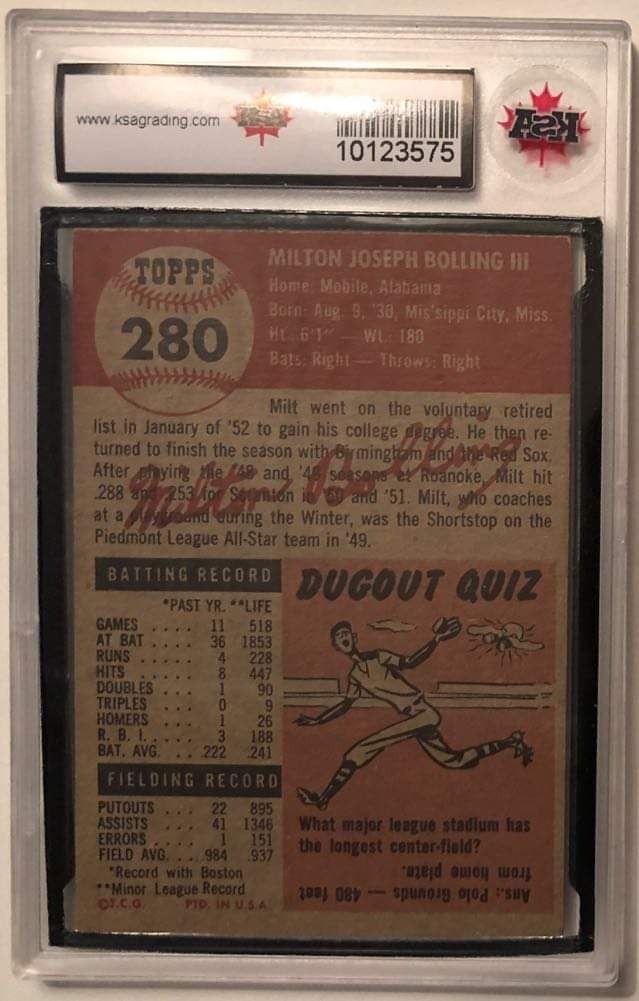 www.ksagrading.com
10123575
KSA
TOPPS
280
MILTON JOSEPH BOLLING III
Home: Mobile, Alabama
Born: Aug. 9, '30, Mis'sippi City, Miss.
Ht.: 6'1" — Wt.: 180
Bats: Right — Throws: Right
Milt went on the voluntary retired
list in January of '52 to gain his college degree. He then re-
turned to finish the season with Birmingham and the Red Sox.
After playing the '48 and '49 seasons at Roanoke, Milt hit
.288 and .253 for Scranton in '50 and '51. Milt, who coaches
at a playground during the Winter, was the Shortstop on the
Piedmont League All-Star team in '49.
Milton Bolling
BATTING RECORD
*PAST YR. **LIFE
GAMES .... 11 518
AT BAT .... 36 1853
RUNS ..... 4 228
HITS ..... 8 447
DOUBLES ... 1 90
TRIPLES ... 0 9
HOMERS ... 1 26
R. B. I. .... 3 188
BAT. AVG. .. .222 .241
FIELDING RECORD
PUTOUTS ... 22 895
ASSISTS ... 41 1346
ERRORS ... 1 151
FIELD AVG. .. .984 .937
*Record with Boston
**Minor League Record
©T.C.G. PTD. IN U.S.A.
DUGOUT QUIZ
What major league stadium has
the longest center-field?
Ans.: Polo Grounds — 480 feet
from home plate.